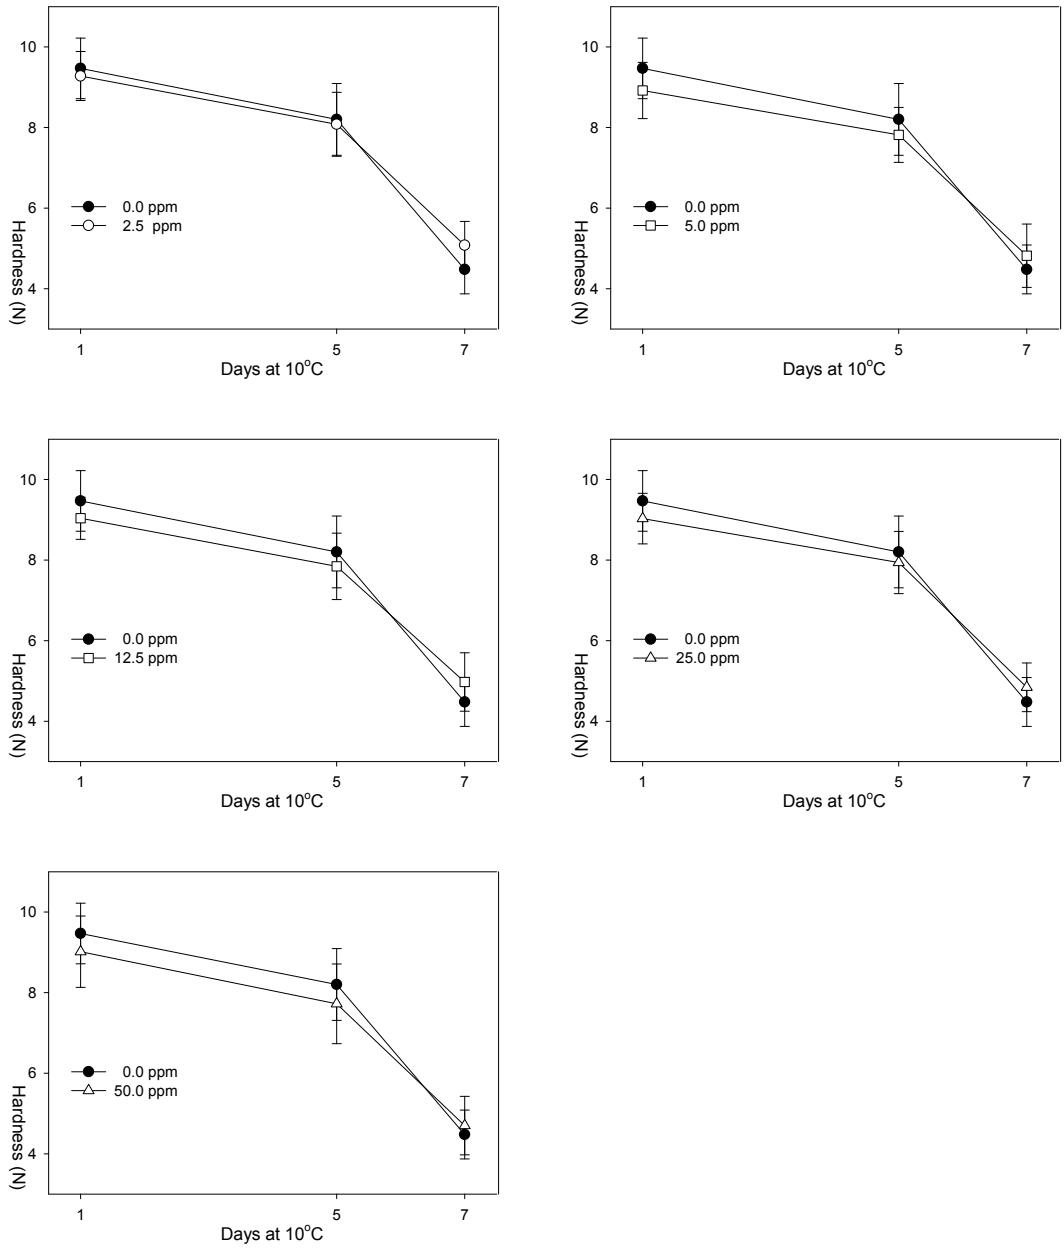 10
8
6
4
Hardness (N)
0.0 ppm
2.5 ppm
1 5 7
Days at 10°C
10
8
6
4
Hardness (N)
0.0 ppm
5.0 ppm
1 5 7
Days at 10°C
10
8
6
4
Hardness (N)
0.0 ppm
12.5 ppm
1 5 7
Days at 10°C
10
8
6
4
Hardness (N)
0.0 ppm
25.0 ppm
1 5 7
Days at 10°C
10
8
6
4
Hardness (N)
0.0 ppm
50.0 ppm
1 5 7
Days at 10°C